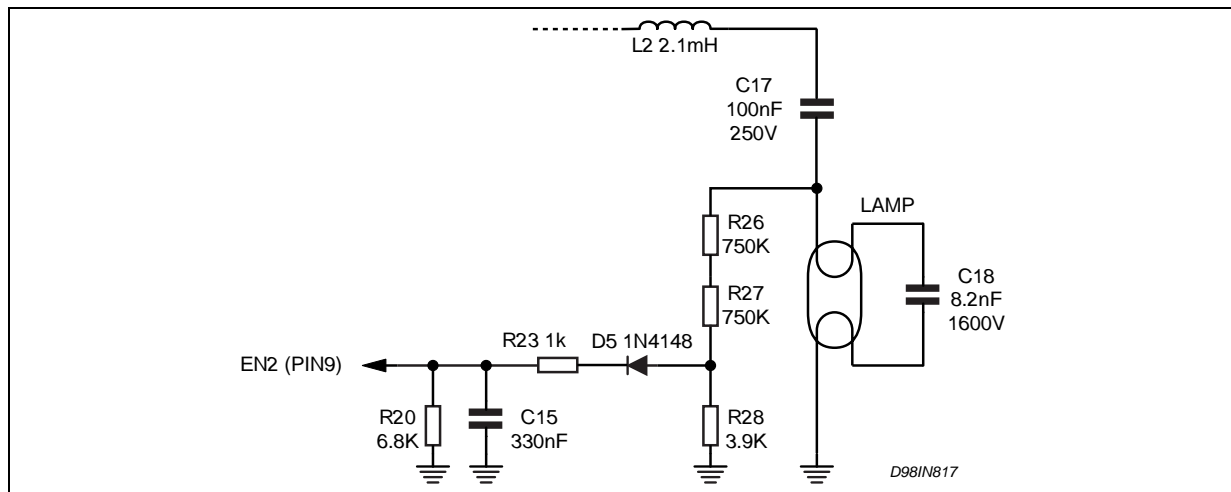 L2 2.1mH
C17
100nF
250V
LAMP
R26
750K
C18
8.2nF
1600V
R27
750K
R23 1k
D5 1N4148
EN2 (PIN9)
R20
6.8K
C15
330nF
R28
3.9K
D98IN817